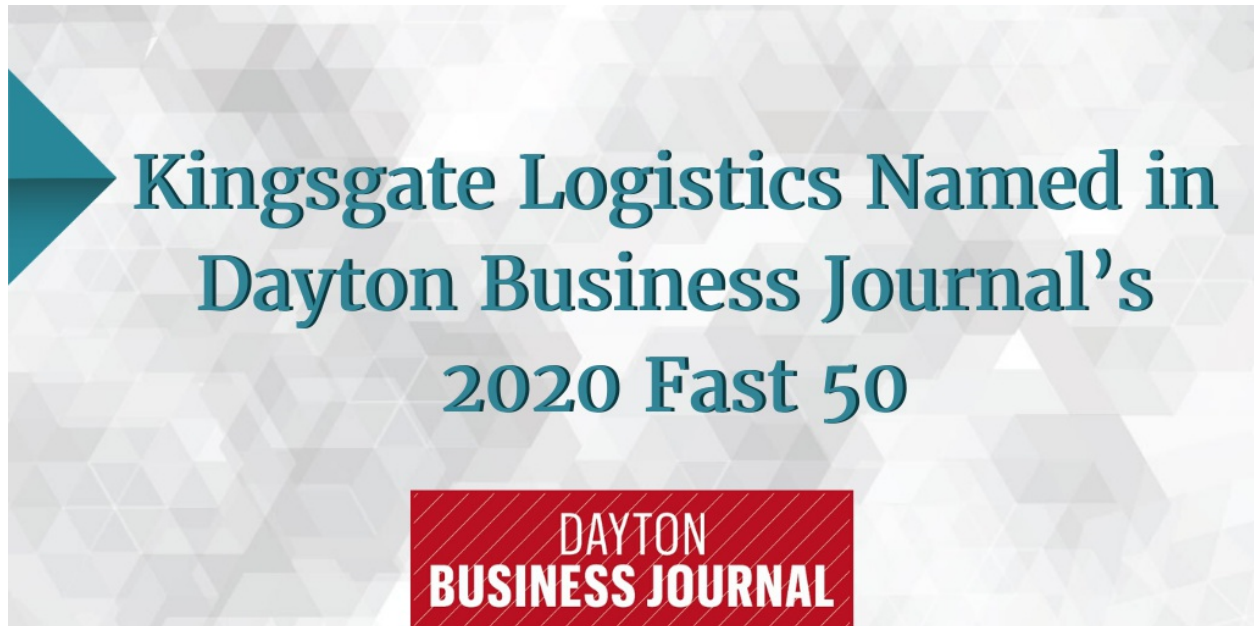 Kingsgate Logistics Named in
Dayton Business Journal’s
2020 Fast 50
DAYTON
BUSINESS JOURNAL